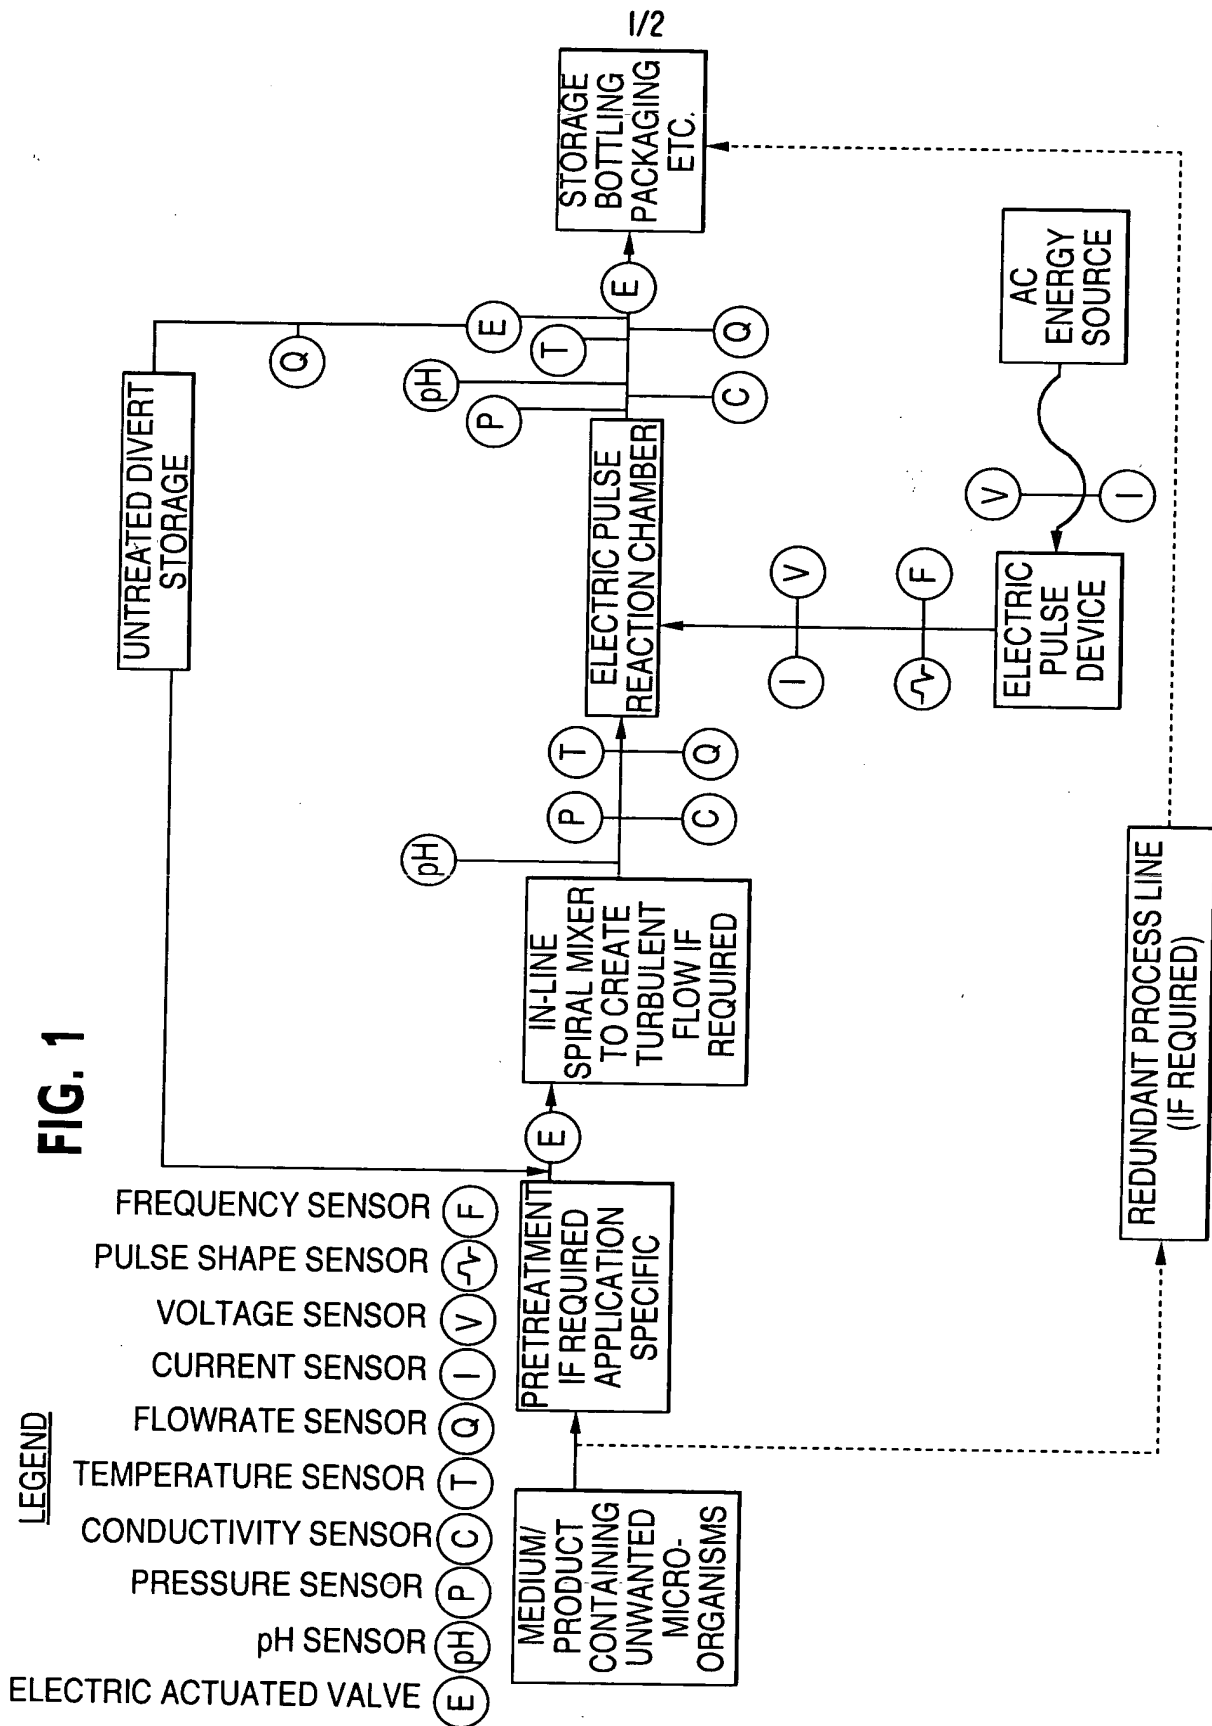 1/2
FIG. 1
LEGEND
FREQUENCY SENSOR F
PULSE SHAPE SENSOR
VOLTAGE SENSOR V
CURRENT SENSOR I
FLOWRATE SENSOR Q
TEMPERATURE SENSOR T
CONDUCTIVITY SENSOR C
PRESSURE SENSOR P
pH SENSOR pH
ELECTRIC ACTUATED VALVE E
MEDIUM/
PRODUCT
CONTAINING
UNWANTED
MICRO-
ORGANISMS
PRETREATMENT
IF REQUIRED
APPLICATION
SPECIFIC
E
IN-LINE
SPIRAL MIXER
TO CREATE
TURBULENT
FLOW IF
REQUIRED
pH
P
C
T
Q
ELECTRIC PULSE
REACTION CHAMBER
P
pH
C
T
Q
E
E
Q
UNTREATED DIVERT
STORAGE
STORAGE
BOTTLING
PACKAGING
ETC.
I
V
F
ELECTRIC
PULSE
DEVICE
V
I
AC
ENERGY
SOURCE
REDUNDANT PROCESS LINE
(IF REQUIRED)